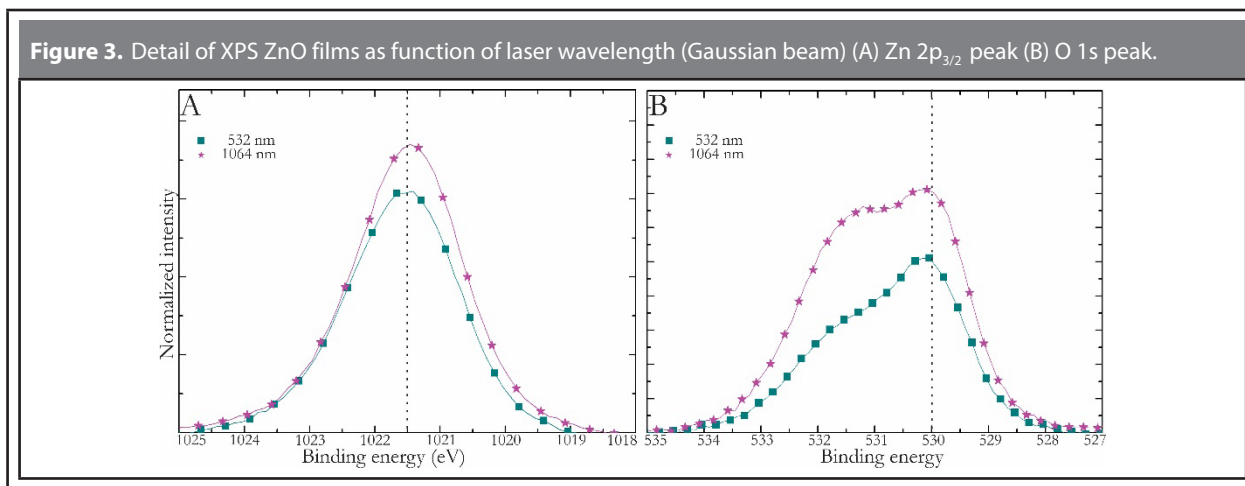 Figure 3. Detail of XPS ZnO films as function of laser wavelength (Gaussian beam) (A) Zn 2p3/2 peak (B) O 1s peak.
A
532 nm
1064 nm
Normalized intensity
1025 1024 1023 1022 1021 1020 1019 1018
Binding energy (eV)
B
532 nm
1064 nm
535 534 533 532 531 530 529 528 527
Binding energy